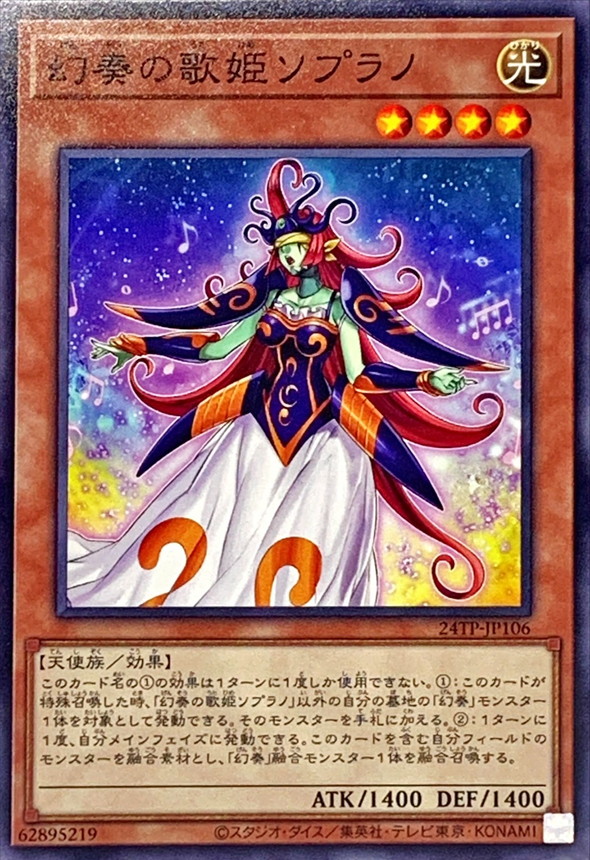 幻奏の歌姫ソプラノ
光
24TP-JP106
【天使族/効果】
このカード名の①の効果は1ターンに1度しか使用できない。①:このカードが
特殊召喚した時、「幻奏の歌姫ソプラノ」以外の自分の墓地の「幻奏」モンスター
1体を対象として発動できる。そのモンスターを手札に加える。②:1ターンに
1度、自分メインフェイズに発動できる。このカードを含む自分フィールドの
モンスターを融合素材とし、「幻奏」融合モンスター1体を融合召喚する。
ATK/1400 DEF/1400
62895219 ©スタジオ・ダイス/集英社・テレビ東京・KONAMI